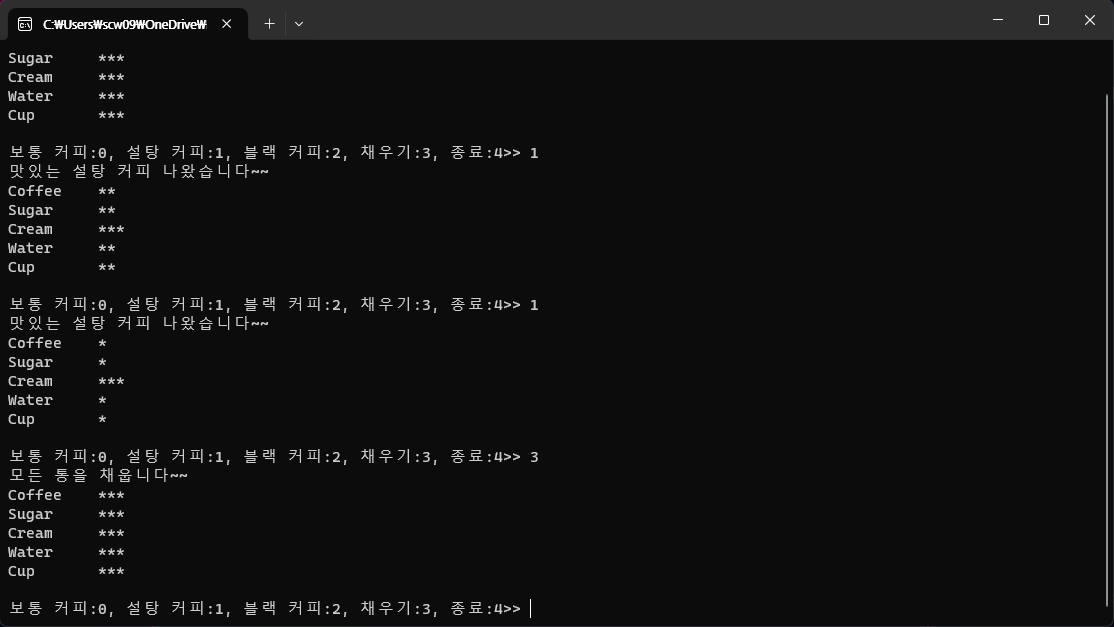 C:₩Users₩scw09₩OneDrive₩
Sugar     ***
Cream     ***
Water     ***
Cup       ***
보통 커피:0, 설탕 커피:1, 블랙 커피:2, 채우기:3, 종료:4>> 1
맛있는 설탕 커피 나왔습니다~~
Coffee    **
Sugar     **
Cream     ***
Water     **
Cup       **
보통 커피:0, 설탕 커피:1, 블랙 커피:2, 채우기:3, 종료:4>> 1
맛있는 설탕 커피 나왔습니다~~
Coffee    *
Sugar     *
Cream     ***
Water     *
Cup       *
보통 커피:0, 설탕 커피:1, 블랙 커피:2, 채우기:3, 종료:4>> 3
모든 통을 채웁니다~~
Coffee    ***
Sugar     ***
Cream     ***
Water     ***
Cup       ***
보통 커피:0, 설탕 커피:1, 블랙 커피:2, 채우기:3, 종료:4>>